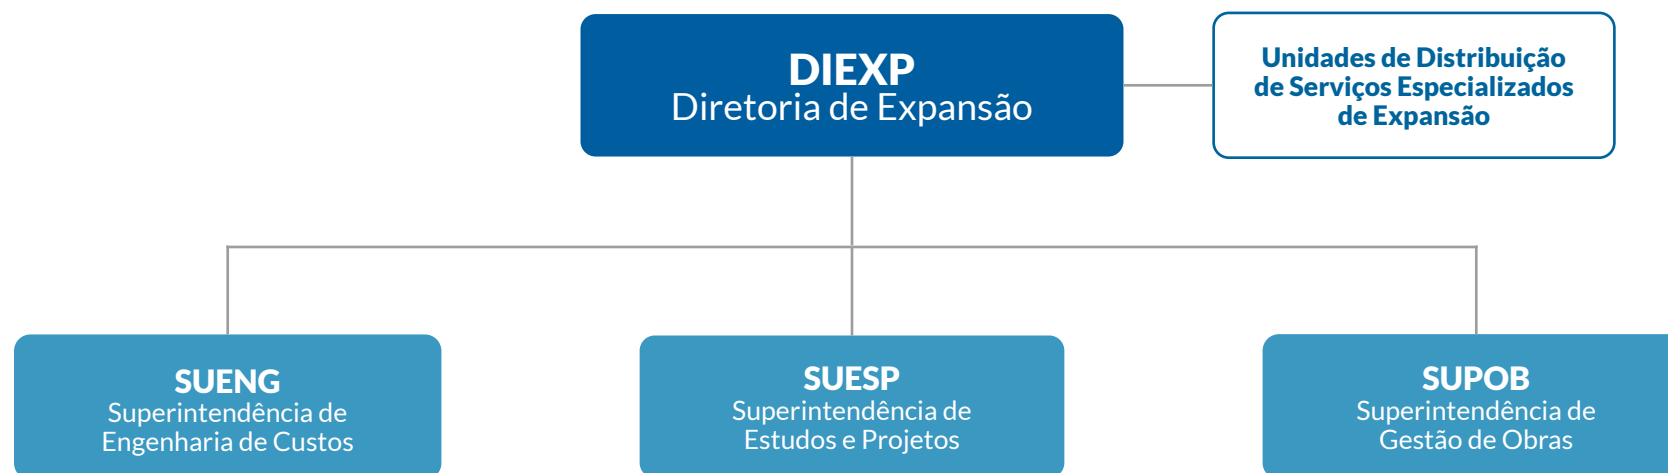 DIEXP
Diretoria de Expansão
Unidades de Distribuição
de Serviços Especializados
de Expansão
SUENG
Superintendência de
Engenharia de Custos
SUESP
Superintendência de
Estudos e Projetos
SUPOB
Superintendência de
Gestão de Obras